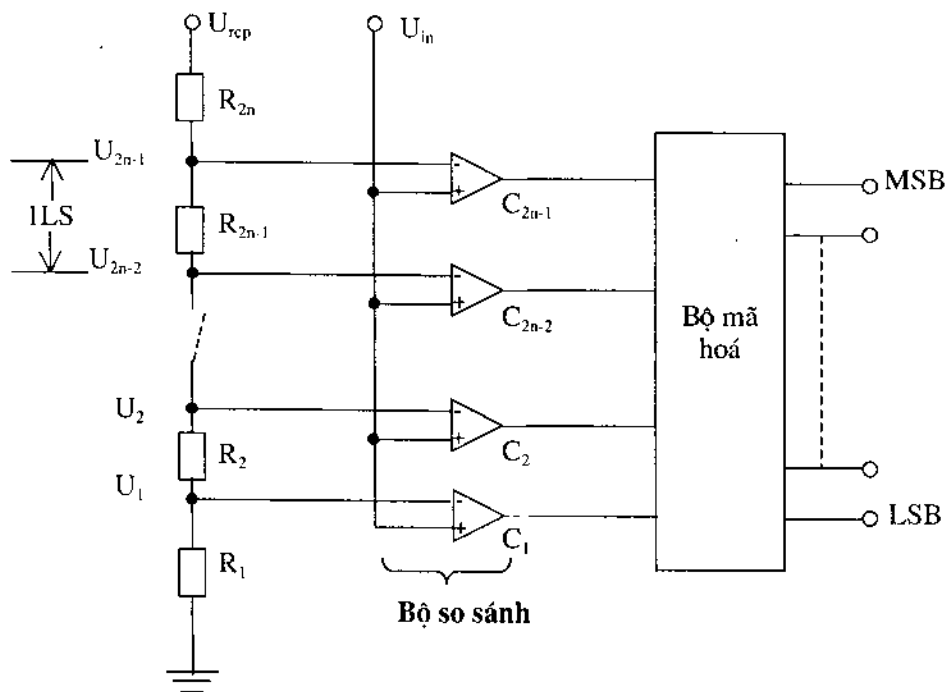 U_rcp
U_in
R_2n
U_2n-1
-
+
C_2n-1
MSB
1LS
R_2n-1
U_2n-2
-
+
C_2n-2
Bộ mã
hoá
U_2
-
+
C_2
R_2
U_1
-
+
C_1
LSB
R_1
Bộ so sánh